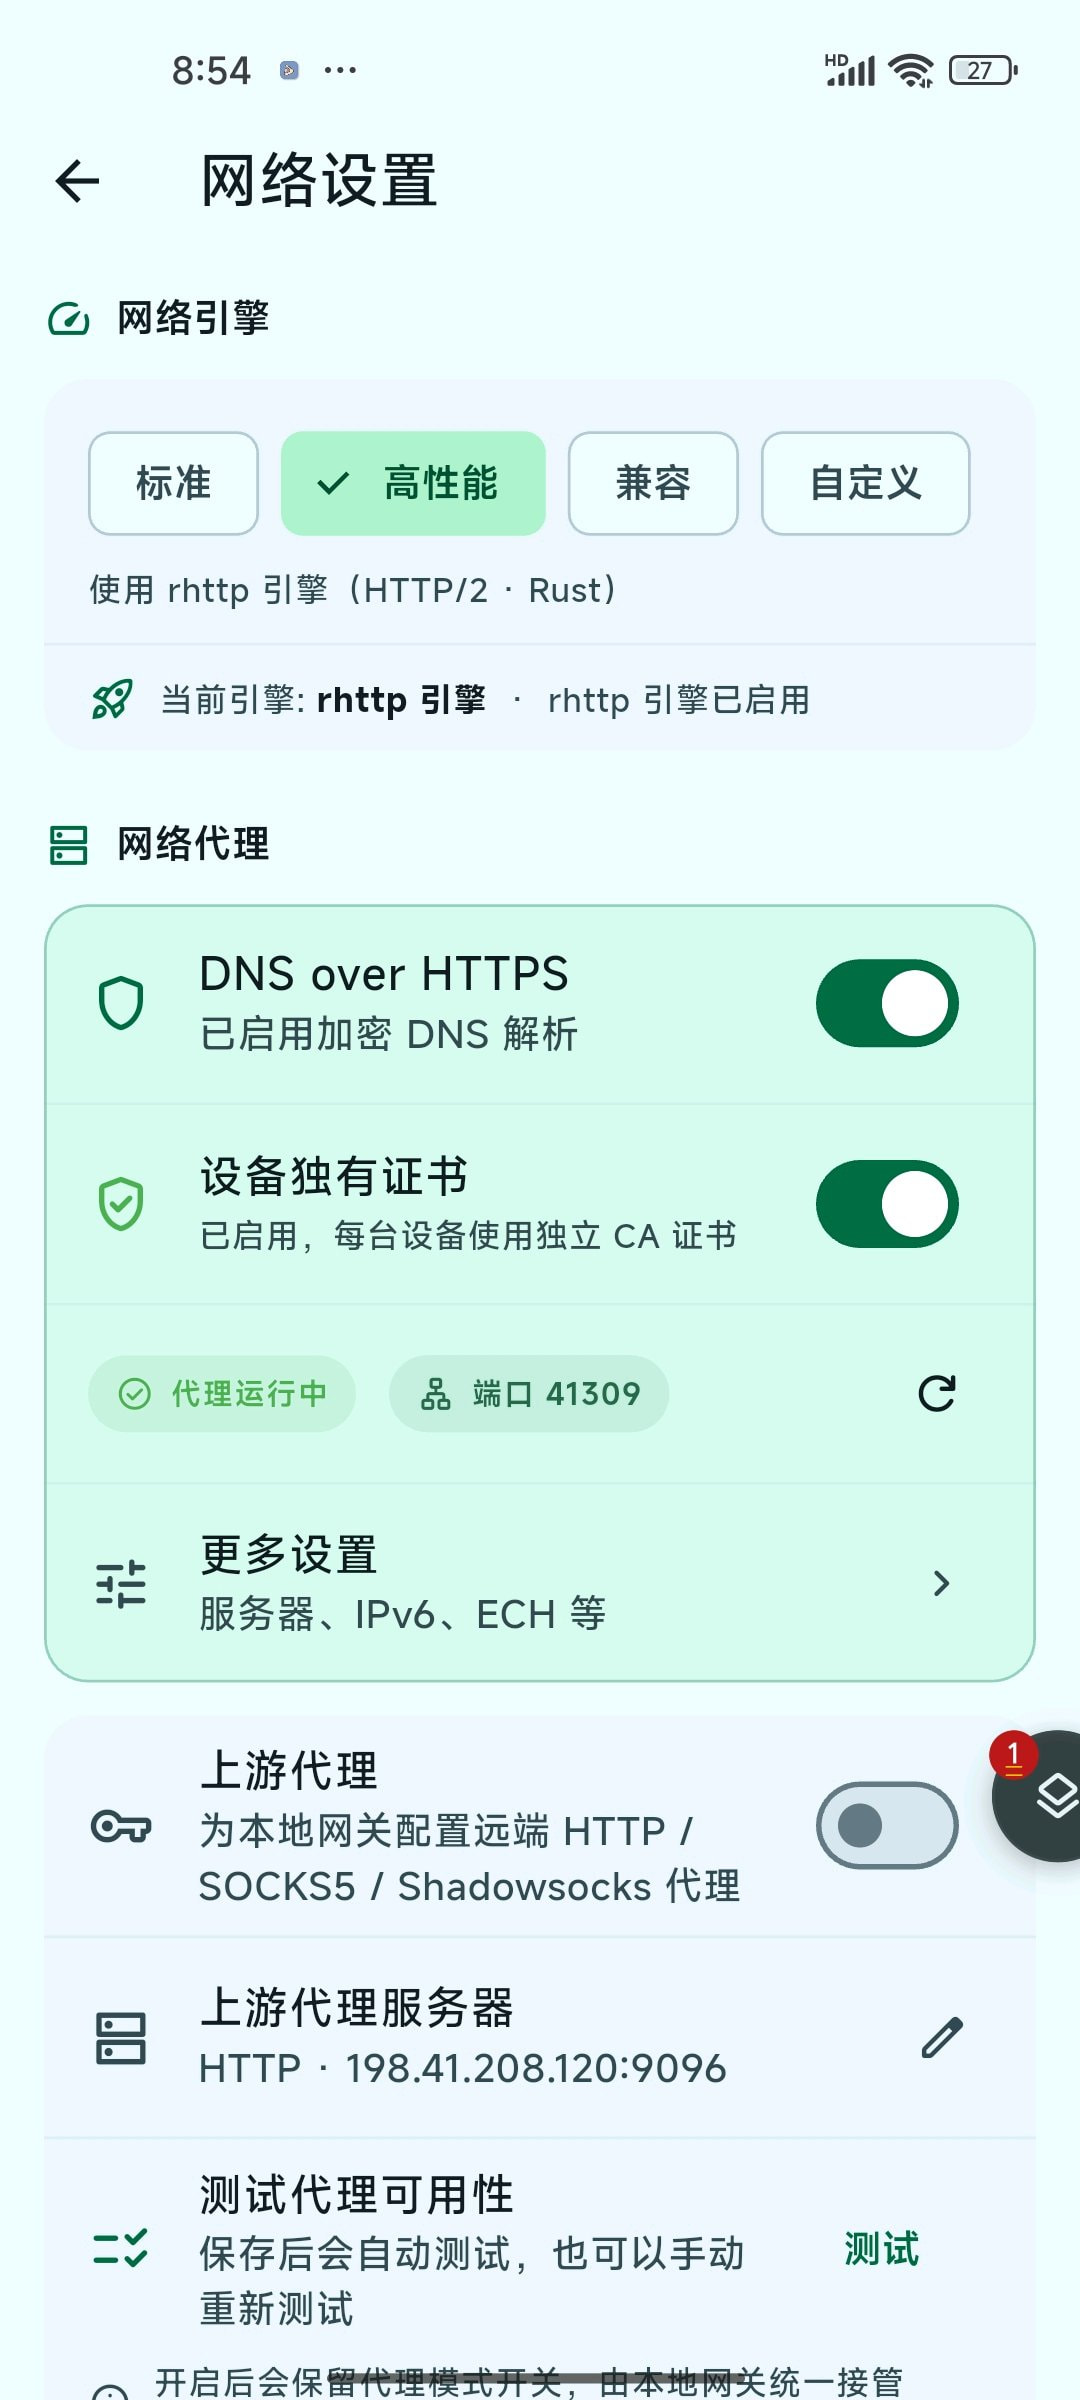 8:54
HD
27
网络设置
网络引擎
标准
高性能
兼容
自定义
使用 rhttp 引擎（HTTP/2 · Rust）
当前引擎: rhttp 引擎 · rhttp 引擎已启用
网络代理
DNS over HTTPS
已启用加密 DNS 解析
设备独有证书
已启用，每台设备使用独立 CA 证书
代理运行中
端口 41309
更多设置
服务器、IPv6、ECH 等
上游代理
为本地网关配置远端 HTTP /
SOCKS5 / Shadowsocks 代理
1
上游代理服务器
HTTP · 198.41.208.120:9096
测试代理可用性
保存后会自动测试，也可以手动
重新测试
测试
开启后会保留代理模式开关，由本地网关统一接管